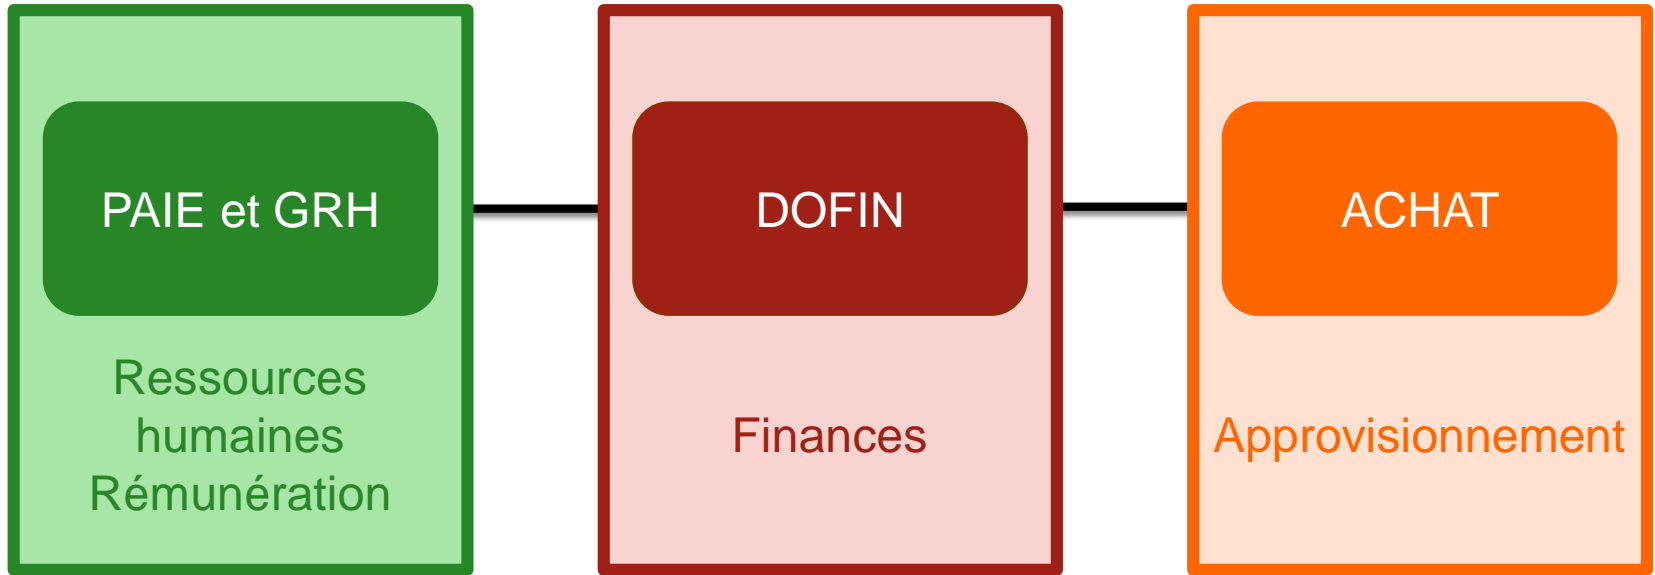 PAIE et GRH
Ressources
humaines
Rémunération
DOFIN
Finances
ACHAT
Approvisionnement